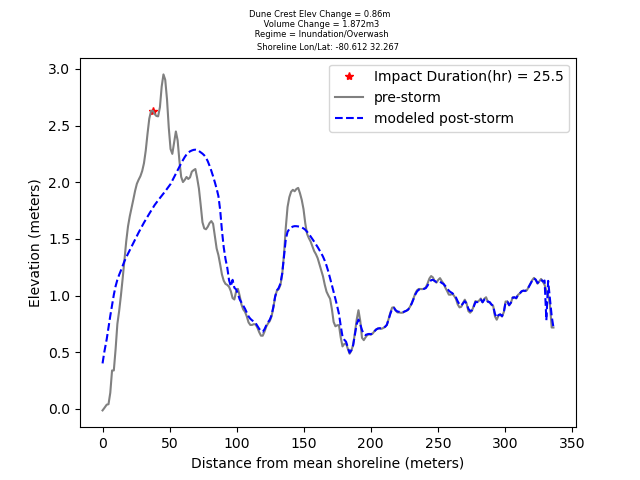 Dune Crest Elev Change = 0.86m
Volume Change = 1.872m3
Regime = Inundation/Overwash
Shoreline Lon/Lat: -80.612 32.267
Impact Duration(hr) = 25.5
pre-storm
modeled post-storm
3.0
2.5
2.0
1.5
1.0
0.5
0.0
Elevation (meters)
0 50 100 150 200 250 300 350
Distance from mean shoreline (meters)